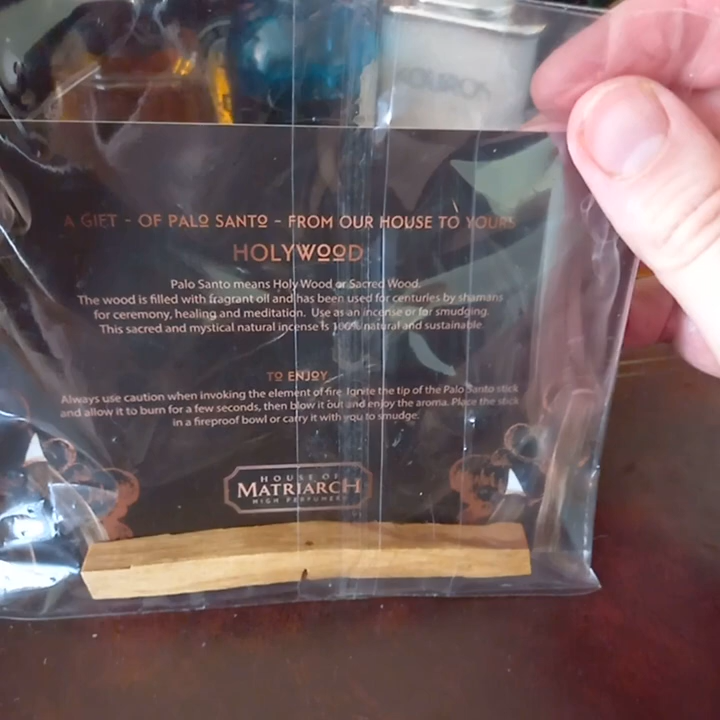 A GIFT - OF PALO SANTO - FROM OUR HOUSE TO YOURS
HOLYWOOD
Palo Santo means Holy Wood or Sacred Wood.
The wood is filled with fragrant oil and has been used for centuries by shamans
for ceremony, healing and meditation. Use as an incense or for smudging.
This sacred and mystical natural incense is 100% natural and sustainable.
TO ENJOY
Always use caution when invoking the element of fire. Ignite the tip of the Palo Santo stick
and allow it to burn for a few seconds, then blow it out and enjoy the aroma. Place the stick
in a fireproof bowl or carry it with you to smudge.
HOUSE OF
MATRIARCH
HIGH PERFUMERY